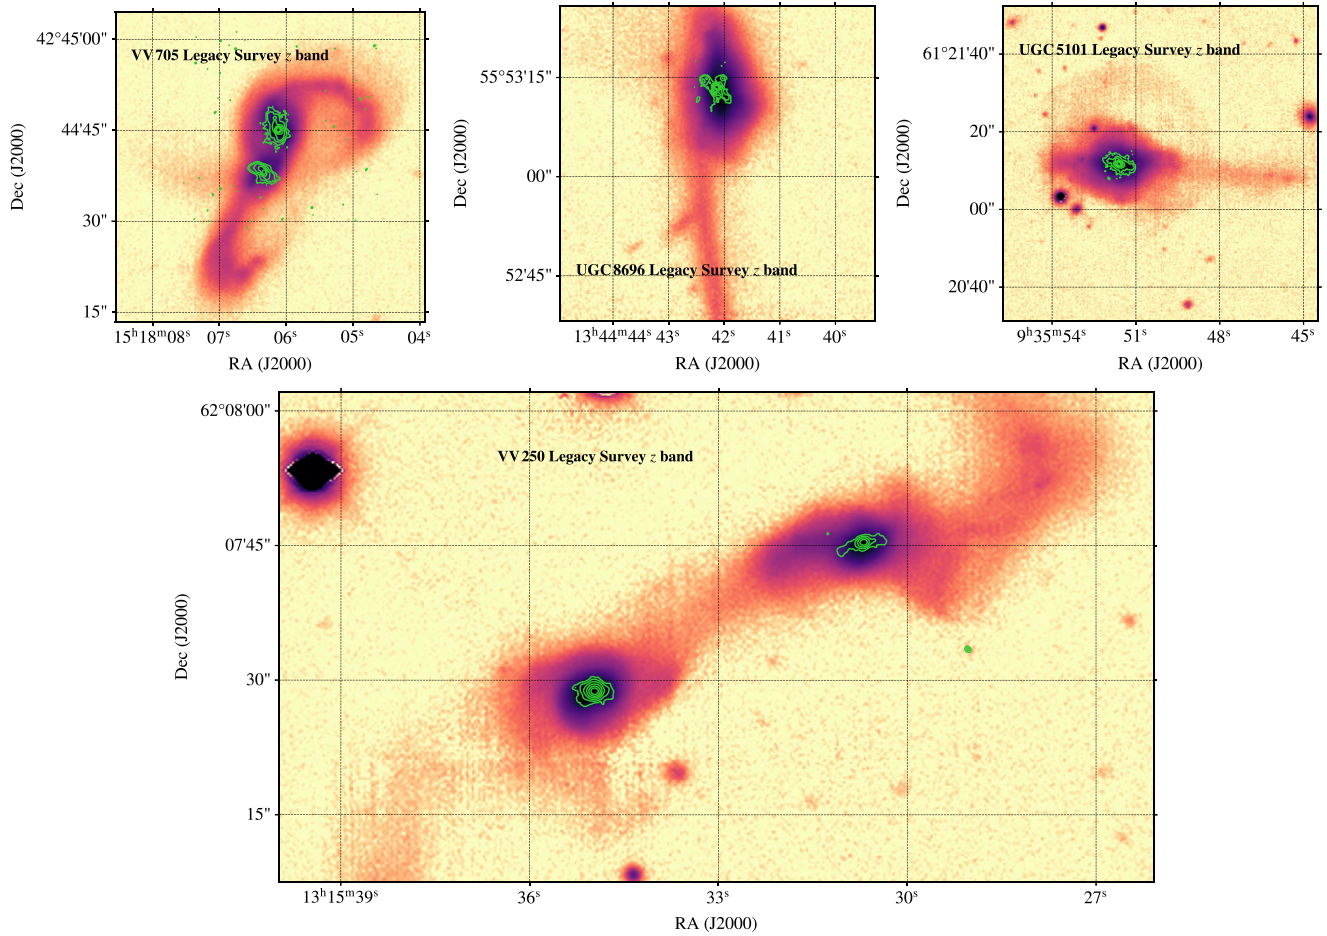 VV 705 Legacy Survey z band
42°45'00"
44'45"
30"
15"
Dec (J2000)
15ʰ18ᵐ08ˢ 07ˢ 06ˢ 05ˢ 04ˢ
RA (J2000)
55°53'15"
00"
52'45"
Dec (J2000)
UGC 8696 Legacy Survey z band
13ʰ44ᵐ44ˢ 43ˢ 42ˢ 41ˢ 40ˢ
RA (J2000)
UGC 5101 Legacy Survey z band
61°21'40"
20"
00"
20'40"
Dec (J2000)
9ʰ35ᵐ54ˢ 51ˢ 48ˢ 45ˢ
RA (J2000)
62°08'00"
VV 250 Legacy Survey z band
07'45"
30"
15"
Dec (J2000)
13ʰ15ᵐ39ˢ 36ˢ 33ˢ 30ˢ 27ˢ
RA (J2000)